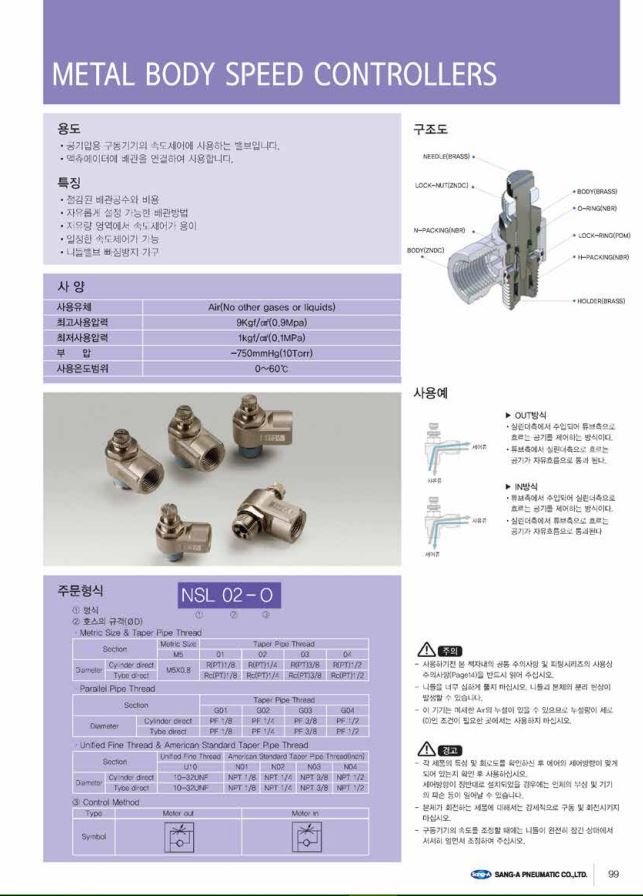 METAL BODY SPEED CONTROLLERS
용도
• 공기압용 구동기기의 속도제어에 사용하는 밸브입니다.
• 액츄에이터에 배관을 연결하여 사용합니다.
특징
• 절감된 배관공수와 비용
• 자유롭게 설정 가능한 배관방법
• 저유량 영역에서 속도제어가 용이
• 일정한 속도제어가 가능
• 니들밸브 빠짐방지 기구
사 양
사용유체 Air(No other gases or liquids)
최고사용압력 9Kgf/㎠(0.9Mpa)
최저사용압력 1kgf/㎠(0.1MPa)
부 압 -750mmHg(10Torr)
사용온도범위 0~60℃
구조도
NEEDLE(BRASS)
LOCK-NUT(ZNDC)
N-PACKING(NBR)
BODY(ZNDC)
BODY(BRASS)
O-RING(NBR)
LOCK-RING(POM)
H-PACKING(NBR)
HOLDER(BRASS)
사용예
▶ OUT방식
• 실린더측에서 수입되어 튜브측으로
흐르는 공기를 제어하는 방식이다.
• 튜브측에서 실린더측으로 흐르는
공기가 자유흐름으로 통과 된다.
제어류
자유류
▶ IN방식
• 튜브측에서 수입되어 실린더측으로
흐르는 공기를 제어하는 방식이다.
• 실린더측에서 튜브측으로 흐르는
공기가 자유흐름으로 통과된다
자유류
제어류
주문형식
NSL 02-O
① ② ③
① 형식
② 호스의 규격(ØD)
· Metric Size & Taper Pipe Thread
Section Metric Size Taper Pipe Thread
M5 01 02 03 04
Diameter Cylinder direct M5X0.8 R(PT)1/8 R(PT)1/4 R(PT)3/8 R(PT)1/2
Tybe direct Rc(PT)1/8 Rc(PT)1/4 Rc(PT)3/8 Rc(PT)1/2
· Parallel Pipe Thread
Section Taper Pipe Thread
G01 G02 G03 G04
Diameter Cylinder direct PF 1/8 PF 1/4 PF 3/8 PF 1/2
Tybe direct PF 1/8 PF 1/4 PF 3/8 PF 1/2
· Unified Fine Thread & American Standard Taper Pipe Thread
Section Unified Fine Thread American Standard Taper Pipe Thread(Inch)
U10 N01 N02 N03 N04
Diameter Cylinder direct 10-32UNF NPT 1/8 NPT 1/4 NPT 3/8 NPT 1/2
Tybe direct 10-32UNF NPT 1/8 NPT 1/4 NPT 3/8 NPT 1/2
③ Control Method
Type Meter out Meter in
Symbol
주의
- 사용하기전 본 책자내의 공통 주의사항 및 피팅시리즈의 사용상
주의사항(Page14)을 반드시 읽어 주십시오.
- 니들을 너무 심하게 풀지 마십시오. 니들과 본체의 분리 현상이
발생할 수 있습니다.
- 이 기기는 미세한 Air의 누설이 있을 수 있으므로 누설량이 제로
(0)인 조건이 필요한 곳에서는 사용하지 마십시오.
경고
- 각 제품의 특성 및 회로도를 확인하신 후 에어의 제어방향이 맞게
되어 있는지 확인 후 사용하십시오.
제어방향이 정반대로 설치되었을 경우에는 인체의 부상 및 기기
의 파손 등이 일어날 수 있습니다.
- 본체가 회전하는 제품에 대해서는 강제적으로 구동 및 회전시키지
마십시오.
- 구동기기의 속도를 조정할 때에는 니들이 완전히 잠긴 상태에서
서서히 열면서 조정하여 주십시오.
SANG-A SANG-A PNEUMATIC CO.,LTD. 99